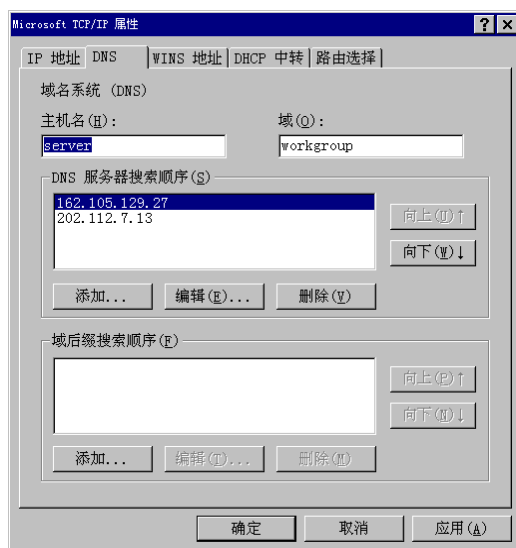 Microsoft TCP/IP 属性
IP 地址 DNS WINS 地址 DHCP 中转 路由选择
域名系统 (DNS)
主机名(H): 域(O):
server workgroup
DNS 服务器搜索顺序(S)
162.105.129.27
202.112.7.13
向上(U)↑
向下(W)↓
添加... 编辑(E)... 删除(V)
域后缀搜索顺序(F)
向上(P)↑
向下(N)↓
添加... 编辑(T)... 删除(M)
确定 取消 应用(A)